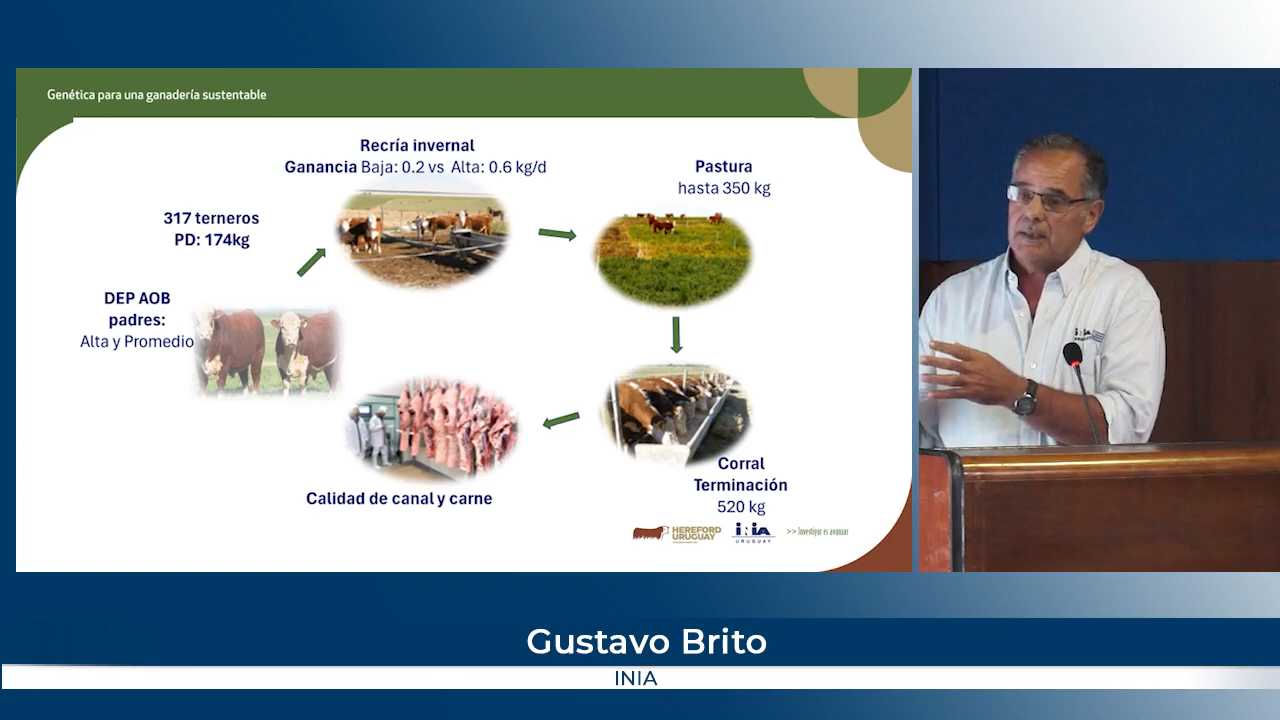 Genética para una ganadería sustentable
Recría invernal
Ganancia Baja: 0.2 vs Alta: 0.6 kg/d
Pastura
hasta 350 kg
317 terneros
PD: 174kg
DEP AOB
padres:
Alta y Promedio
Corral
Terminación
520 kg
Calidad de canal y carne
HEREFORD
URUGUAY
INIA
URUGUAY
>> Investigar es avanzar
inia
Gustavo Brito
INIA